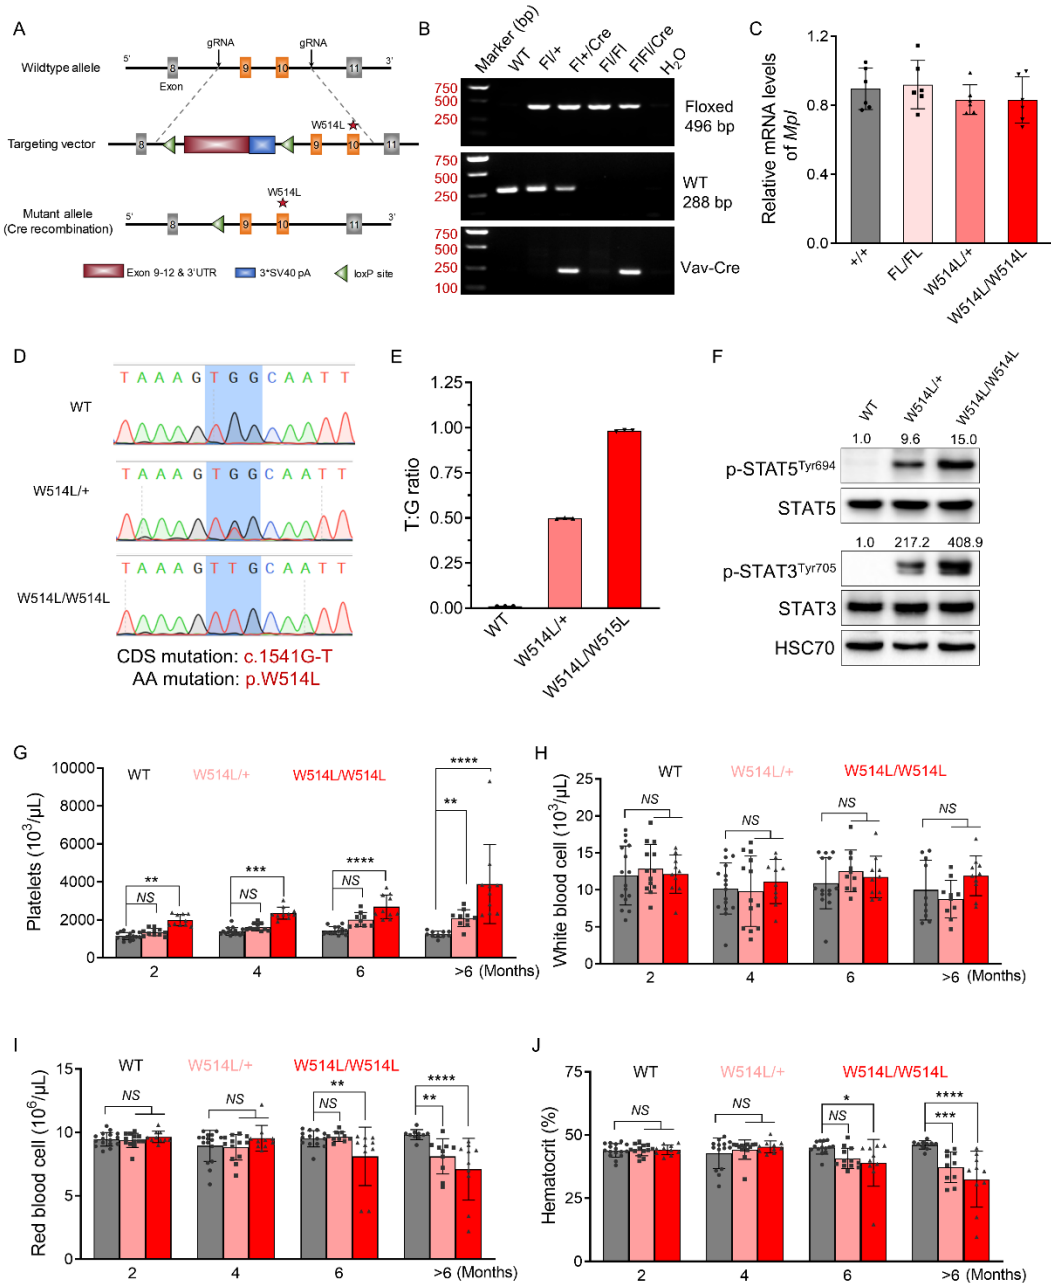 A
gRNA
gRNA
Wildtype allele
5'
8
9
10
11
3'
Exon
W514L
Targeting vector
8
9
10
11
W514L
Mutant allele
(Cre recombination)
5'
8
9
10
11
3'
Exon 9-12 & 3'UTR
3*SV40 pA
loxP site
B
Marker (bp)
WT
Fl/+
Fl+/Cre
Fl/Fl
FlFl/Cre
H2O
750
500
250
Floxed
496 bp
750
500
250
WT
288 bp
750
500
250
100
Vav-Cre
C
Relative mRNA levels
of Mpl
1.2
0.8
0.4
0.0
+/+
FL/FL
W514L/+
W514L/W514L
D
T A A A G T G G C A A T T
WT
T A A A G T G G C A A T T
W514L/+
T A A A G T T G C A A T T
W514L/W514L
CDS mutation: c.1541G-T
AA mutation: p.W514L
E
T:G ratio
1.25
1.00
0.75
0.50
0.25
0.00
WT
W514L/+
W514L/W515L
F
WT
W514L/+
W514L/W514L
1.0 9.6 15.0
p-STAT5Tyr694
STAT5
1.0 217.2 408.9
p-STAT3Tyr705
STAT3
HSC70
G
WT W514L/+ W514L/W514L
Platelets (10³/µL)
10000
8000
6000
4000
2000
0
** NS
*** NS
**** NS
**** **
2 4 6 >6 (Months)
H
WT W514L/+ W514L/W514L
White blood cell (10³/µL)
25
20
15
10
5
0
NS NS NS NS
2 4 6 >6 (Months)
I
WT W514L/+ W514L/W514L
Red blood cell (10⁶/µL)
15
10
5
0
NS NS
** NS
**** **
2 4 6 >6 (Months)
J
WT W514L/+ W514L/W514L
Hematocrit (%)
75
50
25
0
NS NS
* NS
**** ***
2 4 6 >6 (Months)